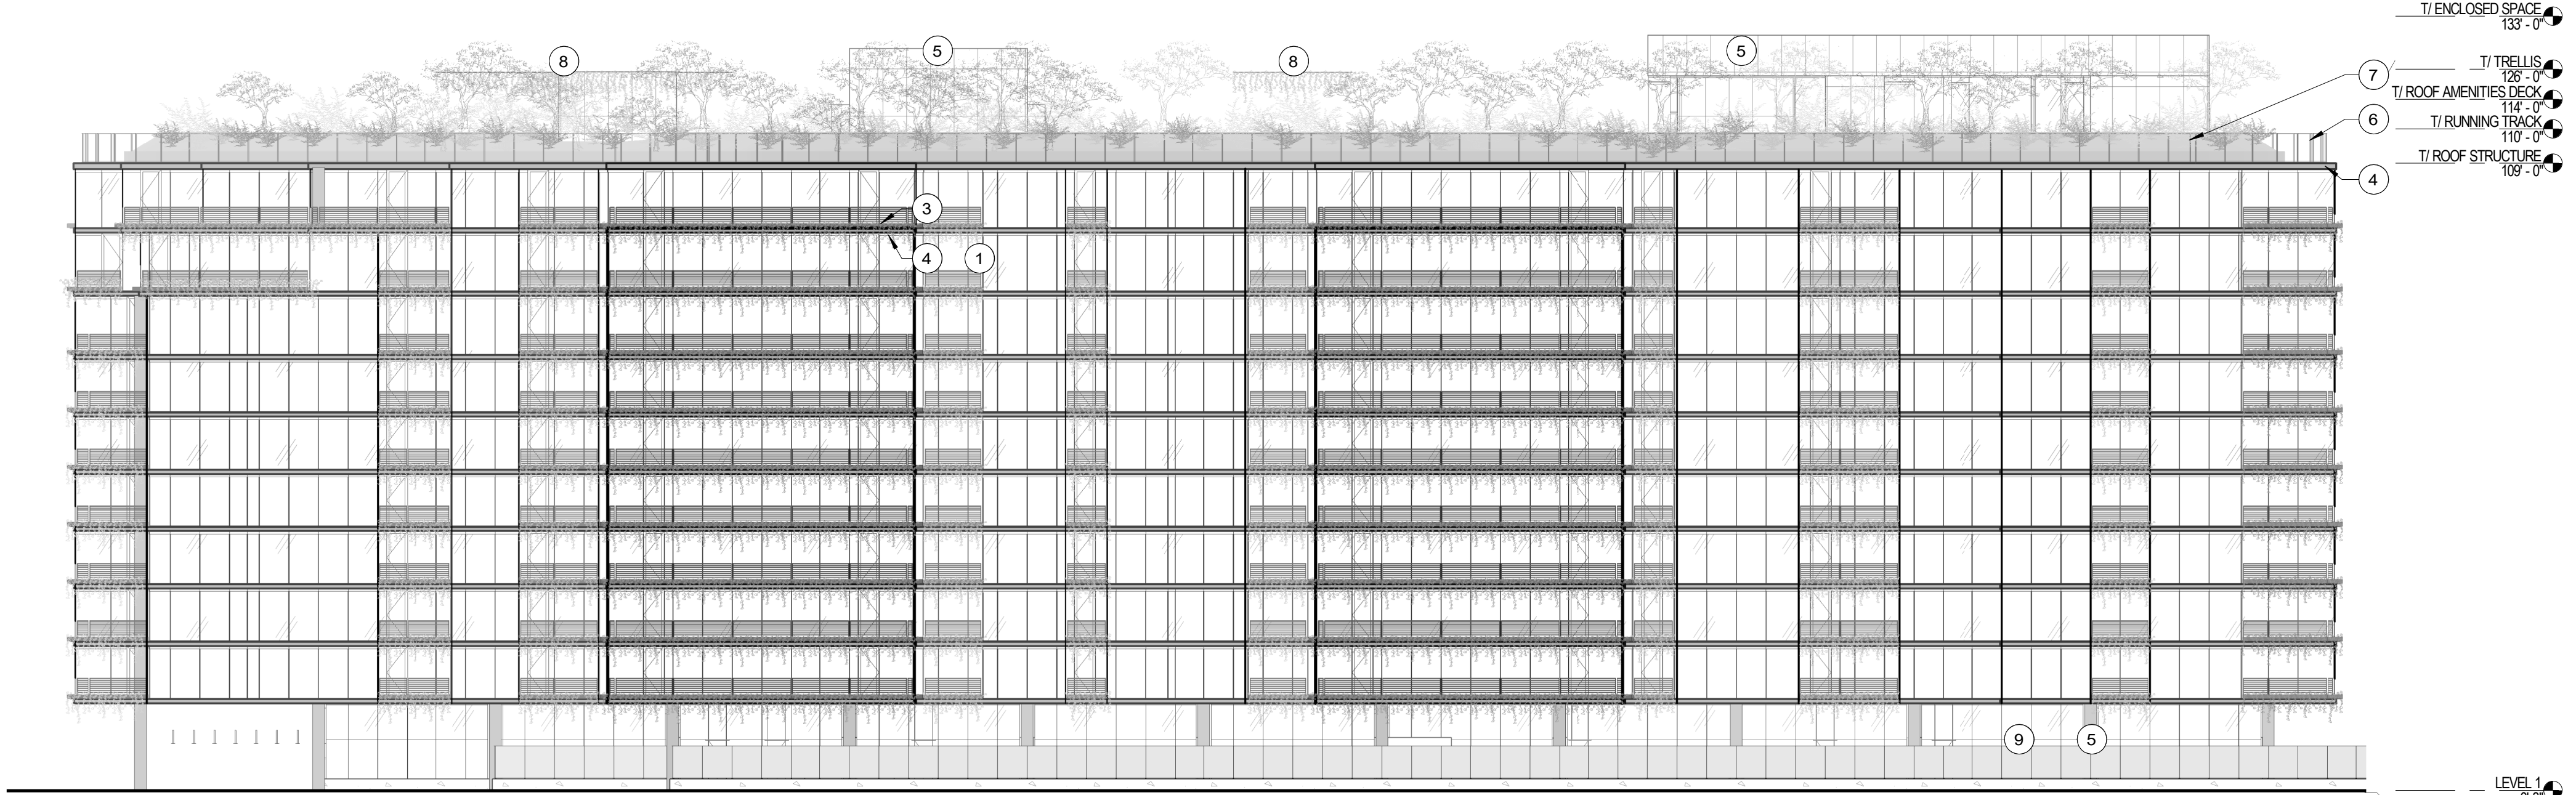 T/ ENCLOSED SPACE
133' - 0"
8
5
8
5
7
T/ TRELLIS
126' - 0"
T/ ROOF AMENITIES DECK
114' - 0"
6
T/ RUNNING TRACK
110' - 0"
T/ ROOF STRUCTURE
109' - 0"
4
3
4
1
9
5
LEVEL 1